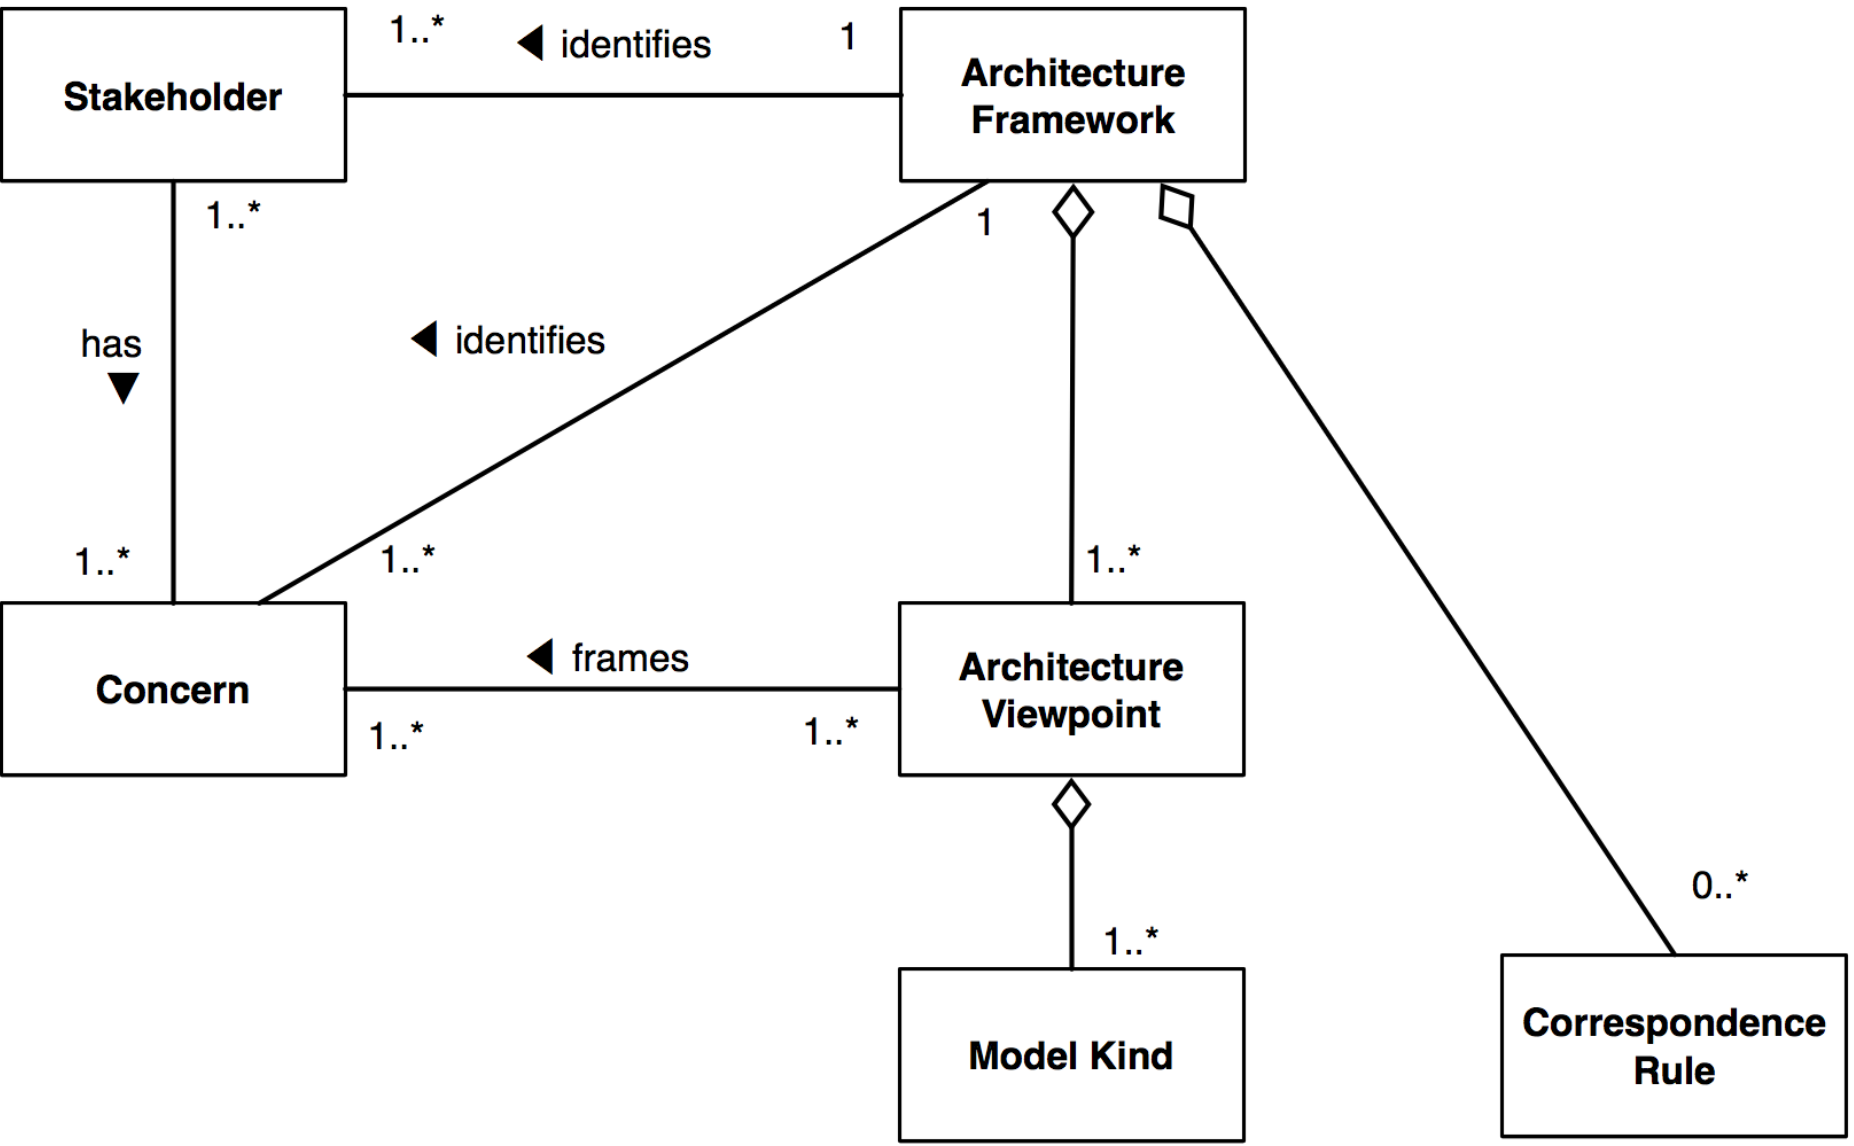 1..*
◀ identifies
1
Stakeholder
Architecture
Framework
1..*
1
has
▼
◀ identifies
1..*
1..*
1..*
◀ frames
Concern
Architecture
Viewpoint
1..*
1..*
0..*
1..*
Model Kind
Correspondence
Rule